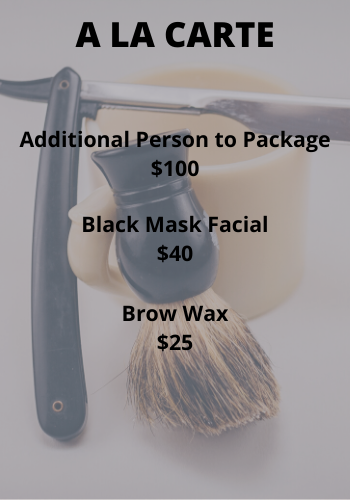 A LA CARTE
Additional Person to Package
$100
Black Mask Facial
$40
Brow Wax
$25